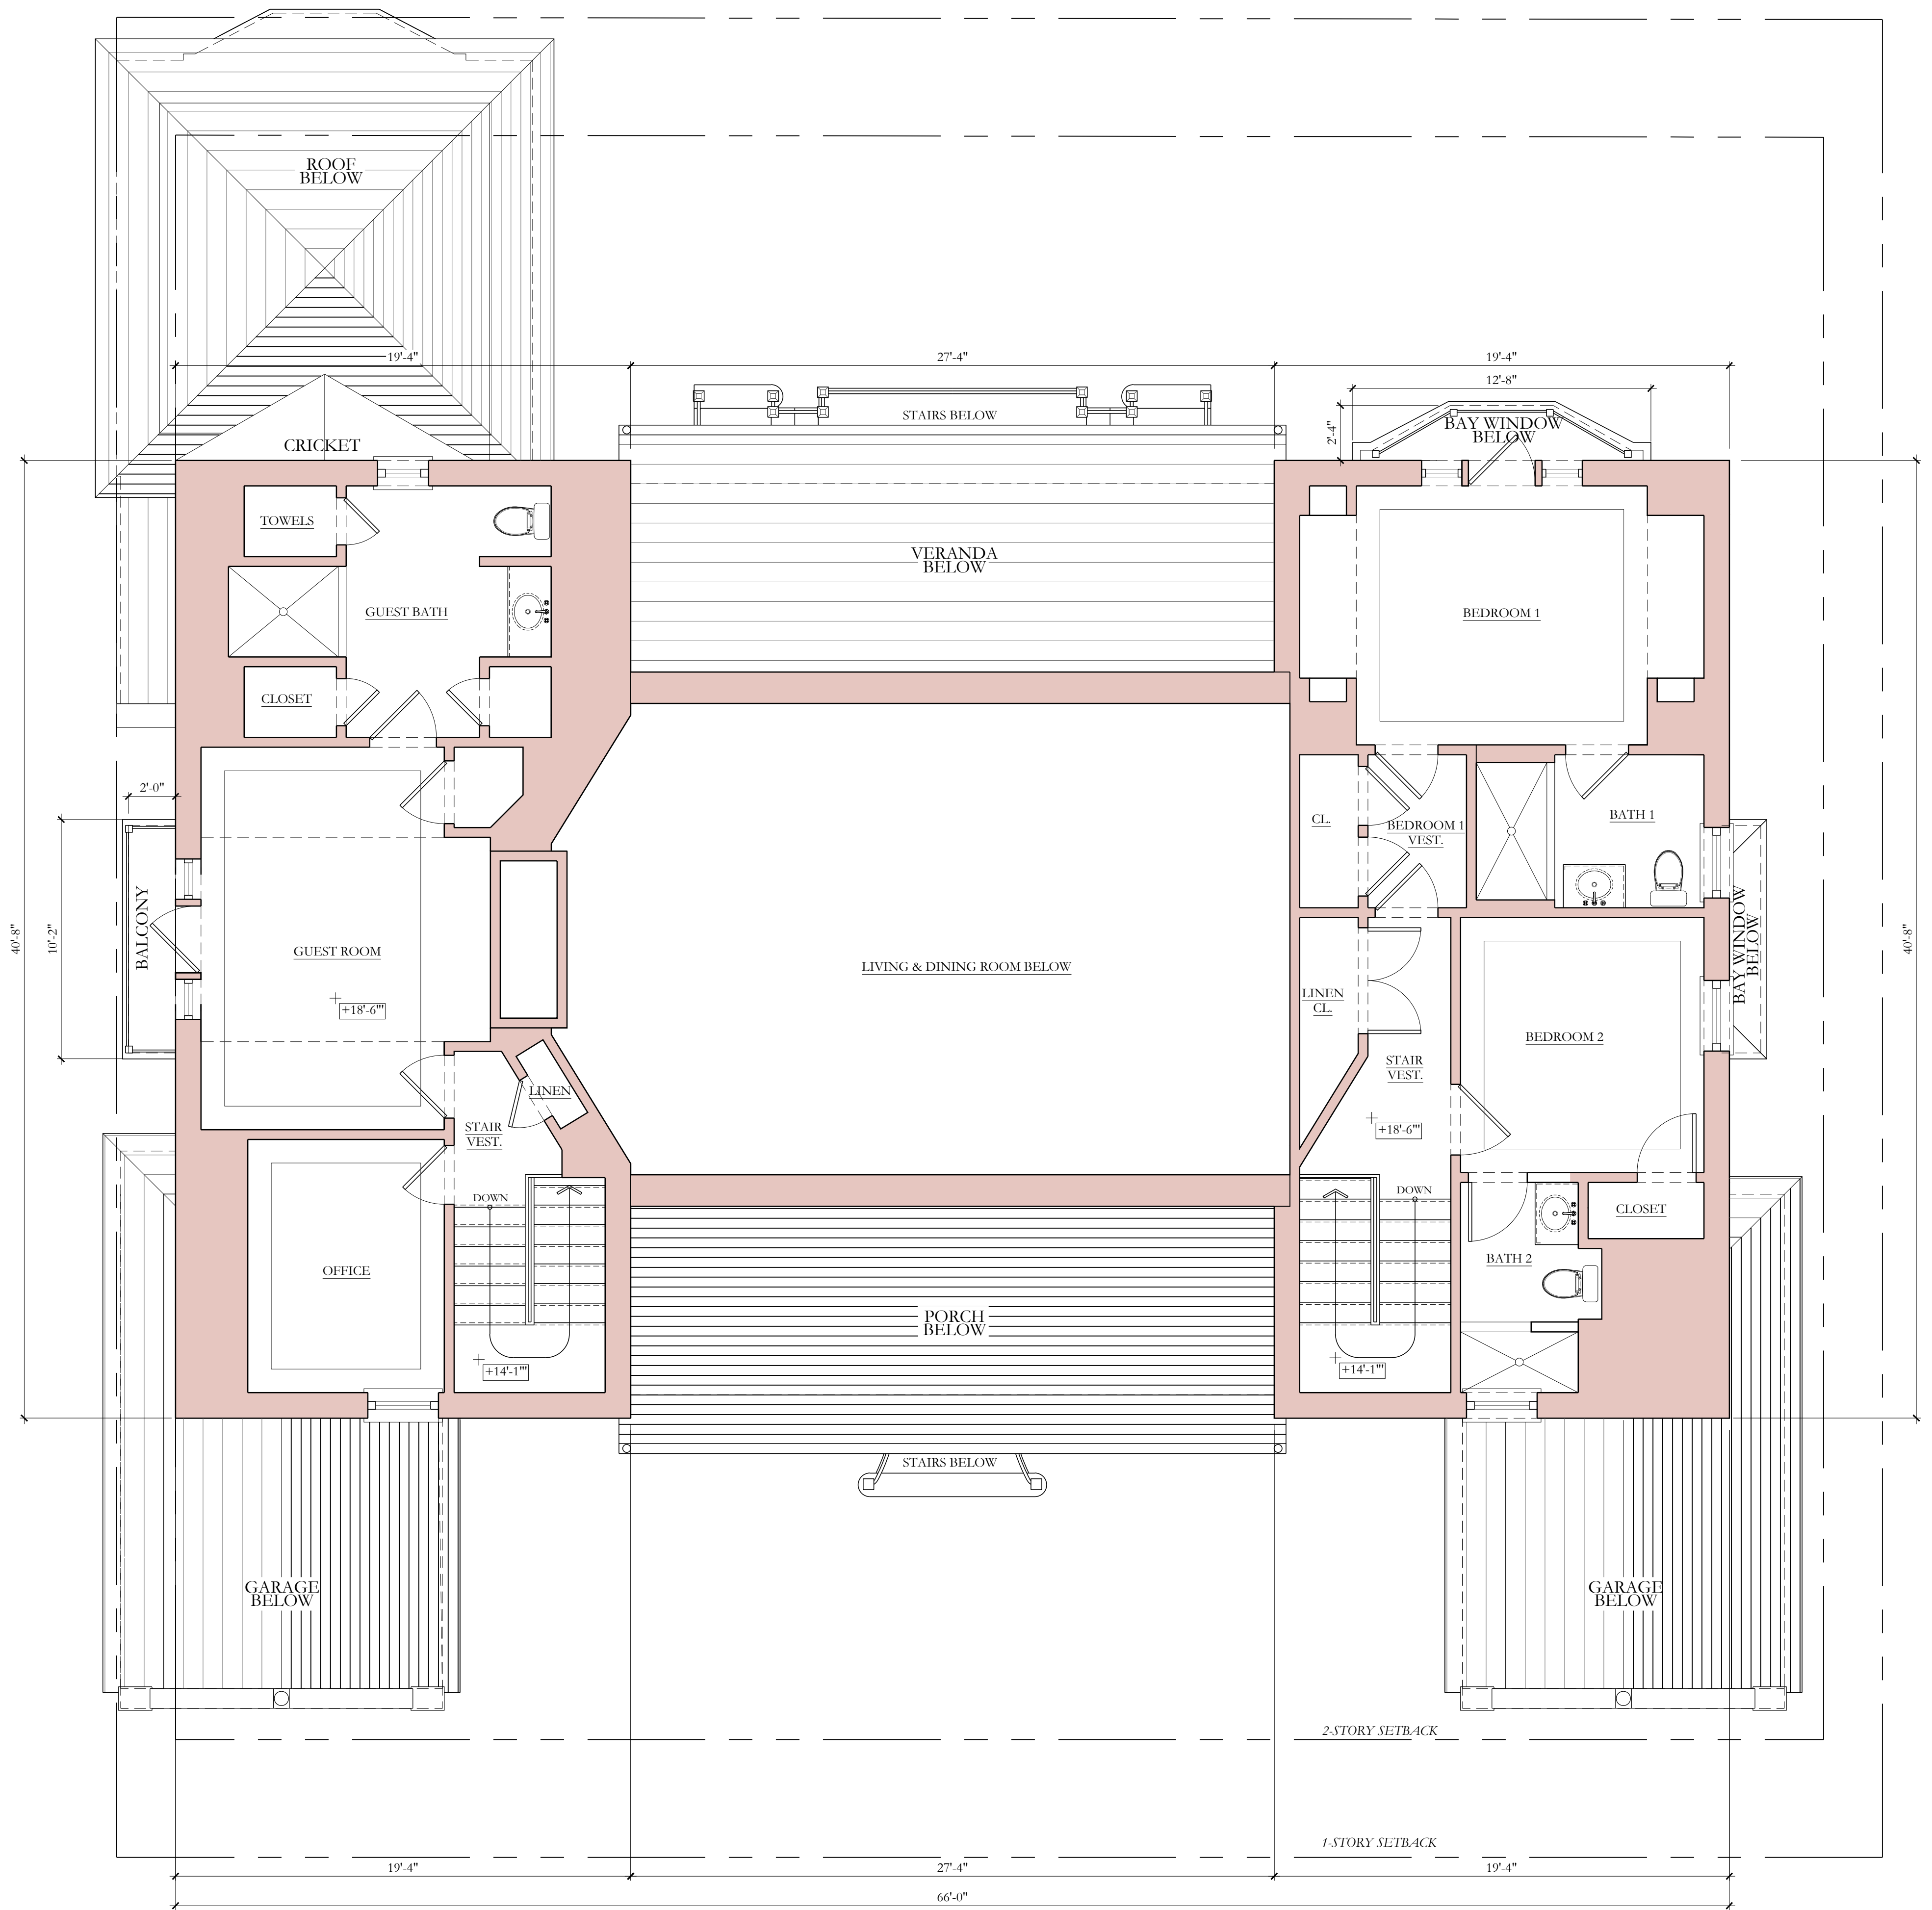 ROOF
BELOW
19'-4"
27'-4"
19'-4"
12'-8"
2'-4"
STAIRS BELOW
BAY WINDOW
BELOW
CRICKET
TOWELS
VERANDA
BELOW
GUEST BATH
BEDROOM 1
CLOSET
2'-0"
BATH 1
CL.
BEDROOM 1
VEST.
40'-8"
10'-2"
BALCONY
GUEST ROOM
+18'-6'"
LIVING & DINING ROOM BELOW
LINEN
CL.
BEDROOM 2
BAY WINDOW
BELOW
40'-8"
STAIR
VEST.
+18'-6'"
LINEN
STAIR
VEST.
DOWN
DOWN
CLOSET
OFFICE
BATH 2
PORCH
BELOW
+14'-1'"
+14'-1'"
STAIRS BELOW
GARAGE
BELOW
GARAGE
BELOW
2-STORY SETBACK
1-STORY SETBACK
19'-4"
27'-4"
19'-4"
66'-0"